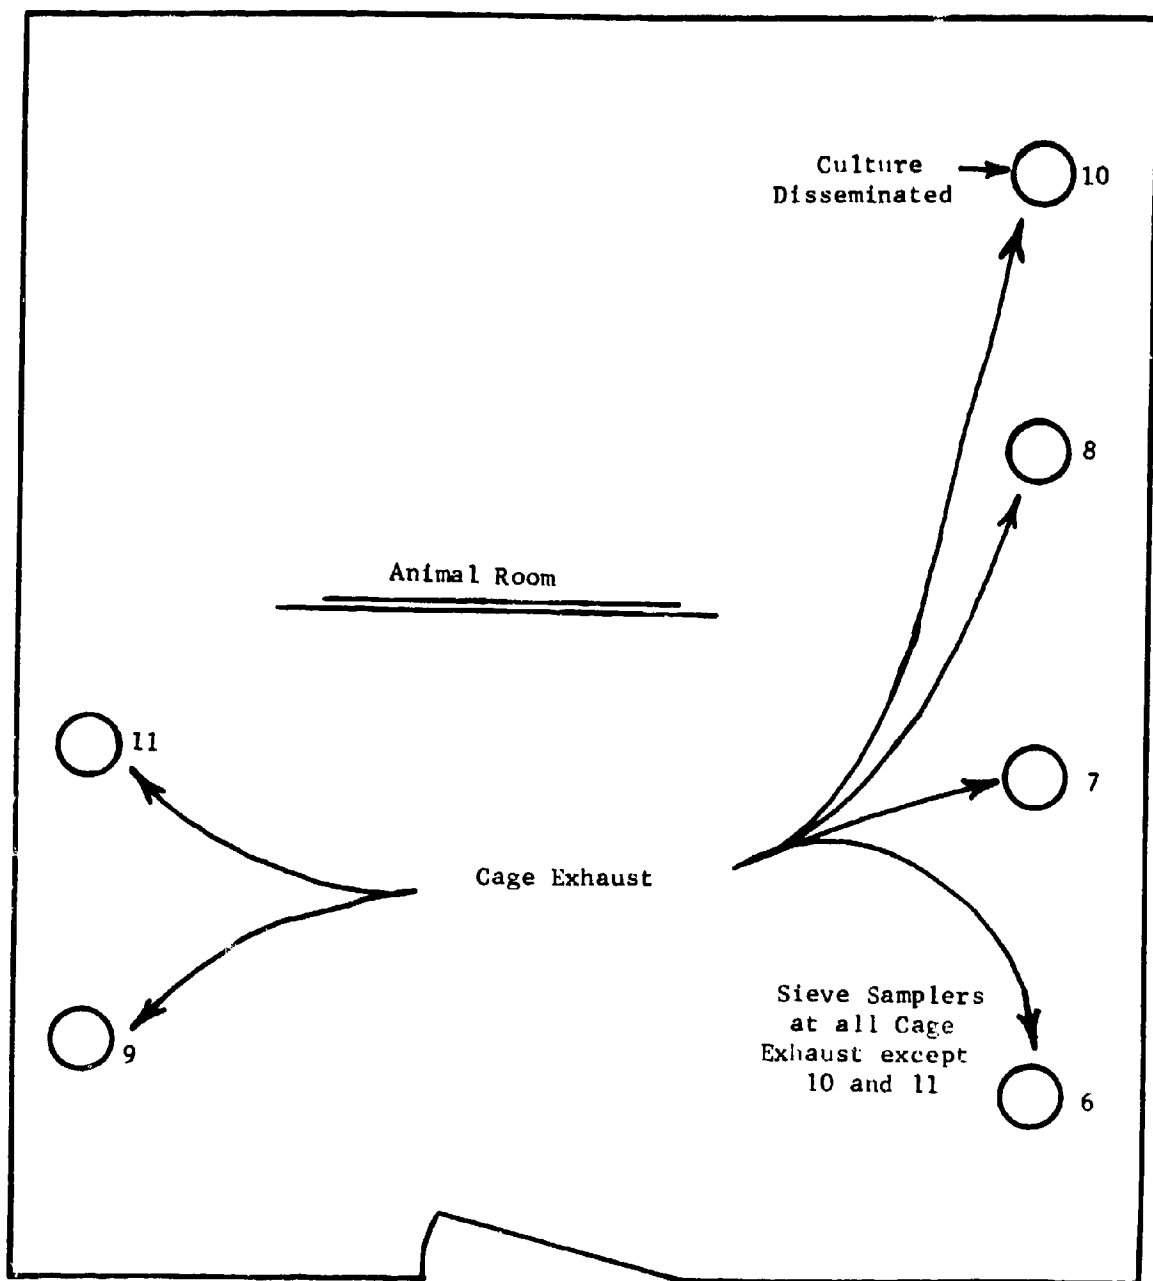 Culture
Disseminated
10
8
Animal Room
11
7
Cage Exhaust
Sieve Samplers
at all Cage
Exhaust except
10 and 11
9
6